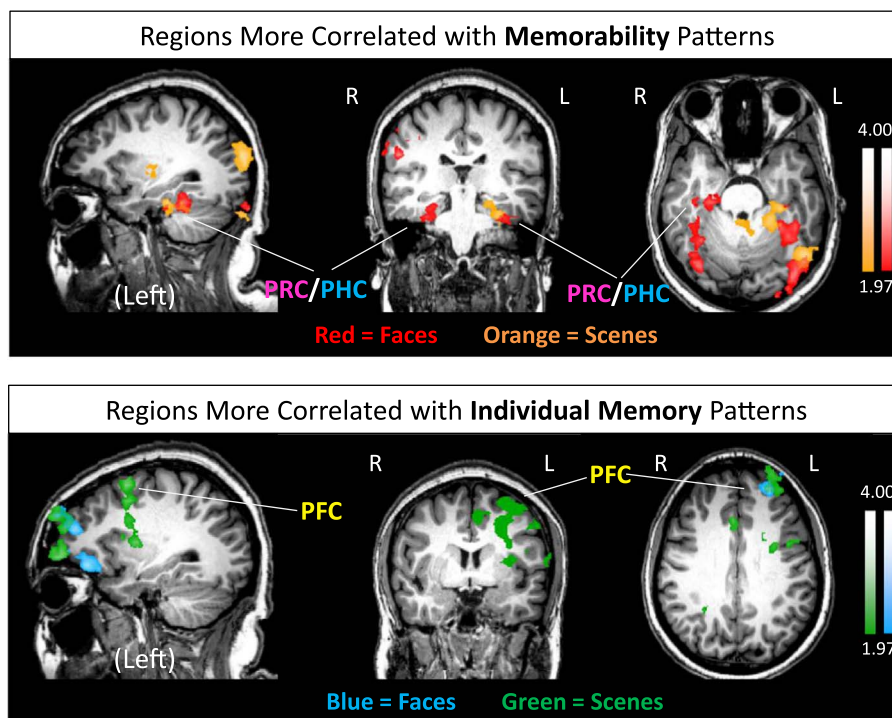 Regions More Correlated with Memorability Patterns
R L R L
4.00
1.97
(Left)
PRC/PHC
PRC/PHC
Red = Faces Orange = Scenes
Regions More Correlated with Individual Memory Patterns
R L R L
PFC
PFC
4.00
1.97
L
(Left)
Blue = Faces Green = Scenes